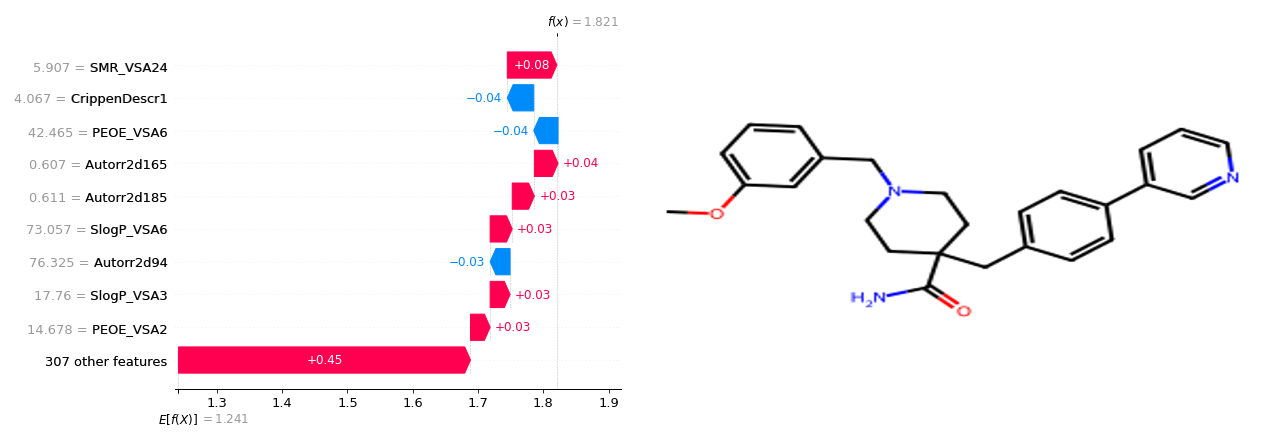 f(x) = 1.821
5.907 = SMR_VSA24
+0.08
4.067 = CrippenDescr1
−0.04
42.465 = PEOE_VSA6
−0.04
0.607 = Autorr2d165
+0.04
0.611 = Autorr2d185
+0.03
73.057 = SlogP_VSA6
+0.03
76.325 = Autorr2d94
−0.03
17.76 = SlogP_VSA3
+0.03
14.678 = PEOE_VSA2
+0.03
307 other features
+0.45
1.3 1.4 1.5 1.6 1.7 1.8 1.9
E[f(X)] = 1.241
N
N
O
H2N
O